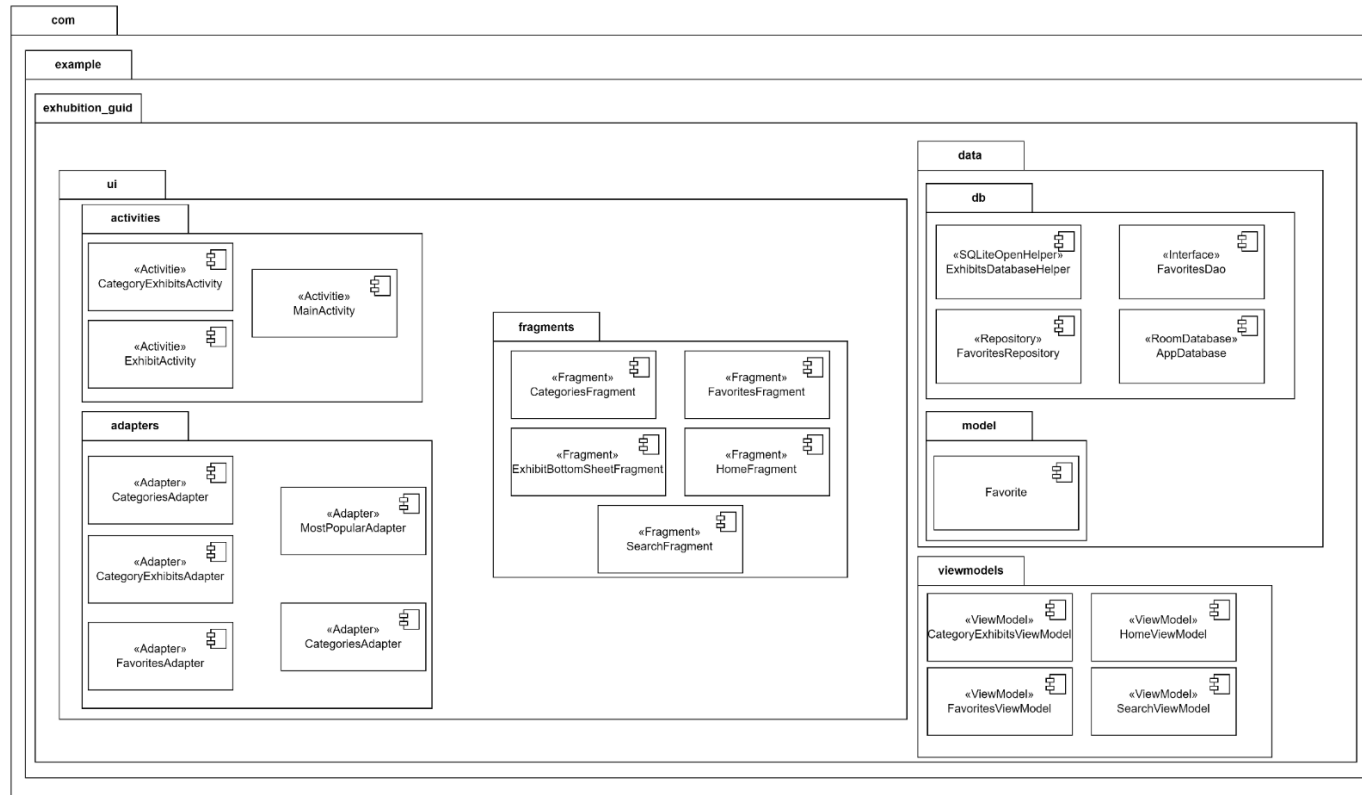 com
example
exhubition_guid
ui
activities
«Activitie»
CategoryExhibitsActivity
«Activitie»
MainActivity
«Activitie»
ExhibitActivity
adapters
«Adapter»
CategoriesAdapter
«Adapter»
MostPopularAdapter
«Adapter»
CategoryExhibitsAdapter
«Adapter»
CategoriesAdapter
«Adapter»
FavoritesAdapter
fragments
«Fragment»
CategoriesFragment
«Fragment»
FavoritesFragment
«Fragment»
ExhibitBottomSheetFragment
«Fragment»
HomeFragment
«Fragment»
SearchFragment
data
db
«SQLiteOpenHelper»
ExhibitsDatabaseHelper
«Interface»
FavoritesDao
«Repository»
FavoritesRepository
«RoomDatabase»
AppDatabase
model
Favorite
viewmodels
«ViewModel»
CategoryExhibitsViewModel
«ViewModel»
HomeViewModel
«ViewModel»
FavoritesViewModel
«ViewModel»
SearchViewModel